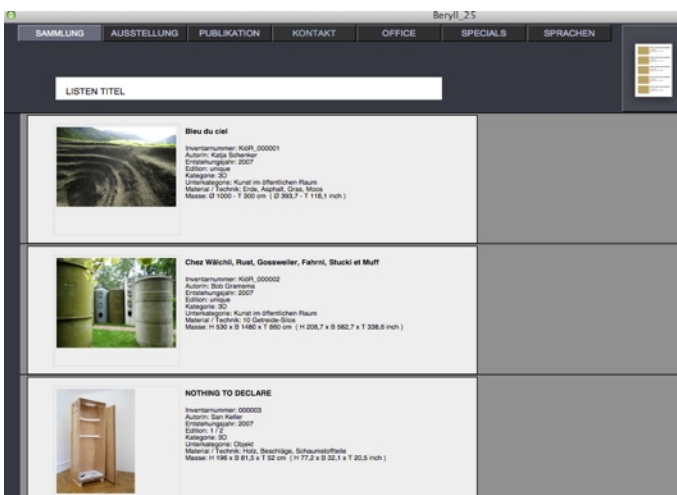 Beryll_25
SAMMLUNG AUSSTELLUNG PUBLIKATION KONTAKT OFFICE SPECIALS SPRACHEN
LISTEN TITEL
Bleu du ciel
Inventarnummer: KiöR_000001
Autorin: Katja Schenker
Entstehungsjahr: 2007
Edition: unique
Kategorie: 3D
Unterkategorie: Kunst im öffentlichen Raum
Material / Technik: Erde, Asphalt, Gras, Moos
Masse: Ø 1000 - T 300 cm ( Ø 393,7 - T 118,1 inch )
Chez Wälchli, Rust, Gossweiler, Fahrni, Stucki et Muff
Inventarnummer: KiöR_000002
Autorin: Bob Gramsma
Entstehungsjahr: 2007
Edition: unique
Kategorie: 3D
Unterkategorie: Kunst im öffentlichen Raum
Material / Technik: 10 Getreide-Silos
Masse: H 530 x B 1480 x T 860 cm ( H 208,7 x B 582,7 x T 338,6 inch )
NOTHING TO DECLARE
Inventarnummer: 000003
Autorin: San Keller
Entstehungsjahr: 2007
Edition: 1 / 2
Kategorie: 3D
Unterkategorie: Objekt
Material / Technik: Holz, Beschläge, Schaumstoffteile
Masse: H 196 x B 81,5 x T 52 cm ( H 77,2 x B 32,1 x T 20,5 inch )